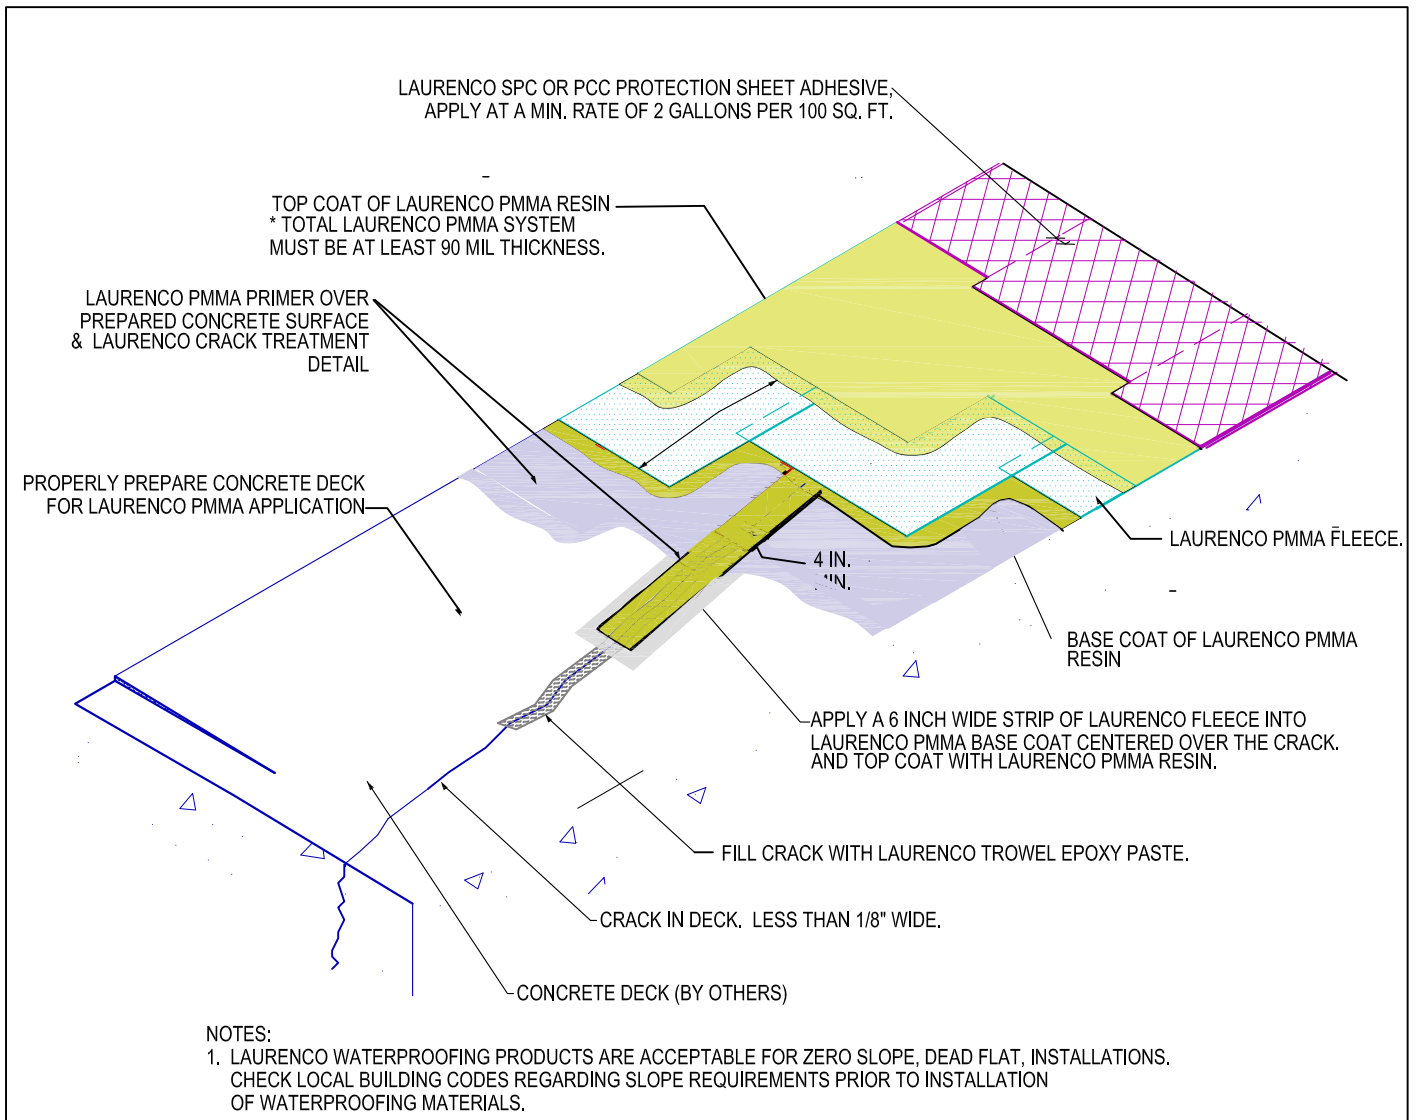 LAURENCO SPC OR PCC PROTECTION SHEET ADHESIVE,
APPLY AT A MIN. RATE OF 2 GALLONS PER 100 SQ. FT.
TOP COAT OF LAURENCO PMMA RESIN
* TOTAL LAURENCO PMMA SYSTEM
MUST BE AT LEAST 90 MIL THICKNESS.
LAURENCO PMMA PRIMER OVER
PREPARED CONCRETE SURFACE
& LAURENCO CRACK TREATMENT
DETAIL
PROPERLY PREPARE CONCRETE DECK
FOR LAURENCO PMMA APPLICATION
LAURENCO PMMA FLEECE.
4 IN.
BASE COAT OF LAURENCO PMMA
RESIN
APPLY A 6 INCH WIDE STRIP OF LAURENCO FLEECE INTO
LAURENCO PMMA BASE COAT CENTERED OVER THE CRACK.
AND TOP COAT WITH LAURENCO PMMA RESIN.
FILL CRACK WITH LAURENCO TROWEL EPOXY PASTE.
CRACK IN DECK. LESS THAN 1/8" WIDE.
CONCRETE DECK (BY OTHERS)
NOTES:
1. LAURENCO WATERPROOFING PRODUCTS ARE ACCEPTABLE FOR ZERO SLOPE, DEAD FLAT, INSTALLATIONS.
CHECK LOCAL BUILDING CODES REGARDING SLOPE REQUIREMENTS PRIOR TO INSTALLATION
OF WATERPROOFING MATERIALS.